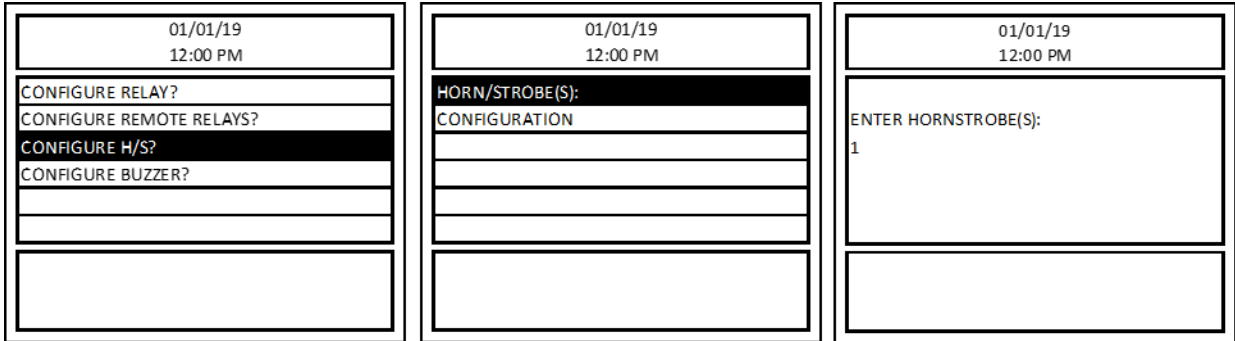 01/01/19
12:00 PM
CONFIGURE RELAY?
CONFIGURE REMOTE RELAYS?
CONFIGURE H/S?
CONFIGURE BUZZER?
01/01/19
12:00 PM
HORN/STROBE(S):
CONFIGURATION
01/01/19
12:00 PM
ENTER HORNSTROBE(S):
1